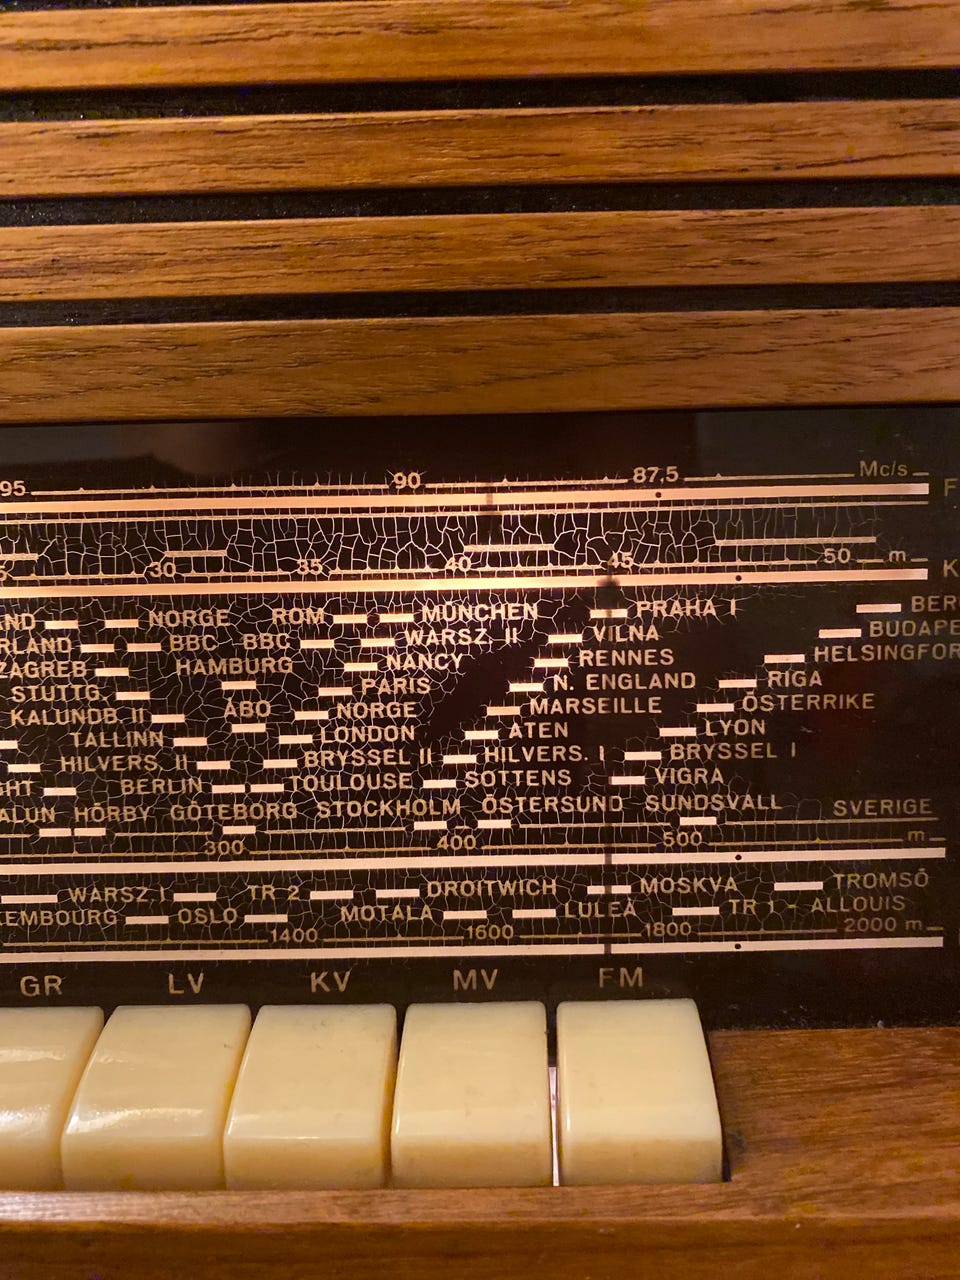 95 90 87,5 Mc/s F
30 35 40 45 50 m K
NORGE ROM MÜNCHEN PRAHA I
BBC BBC WARSZ. II VILNA
ZAGREB HAMBURG NANCY RENNES
STUTTG. PARIS N. ENGLAND RIGA
KALUNDB. II ÅBO NORGE MARSEILLE ÖSTERRIKE
TALLINN LONDON ATEN LYON
HILVERS. II BRYSSEL II HILVERS. I BRYSSEL I
BERLIN TOULOUSE SOTTENS VIGRA
HÖRBY GÖTEBORG STOCKHOLM ÖSTERSUND SUNDSVALL SVERIGE
300 400 500 m
WARSZ. I TR 2 DROITWICH MOSKVA TROMSÖ
OSLO MOTALA LULEÅ TR 1 - ALLOUIS
1400 1600 1800 2000 m
GR LV KV MV FM